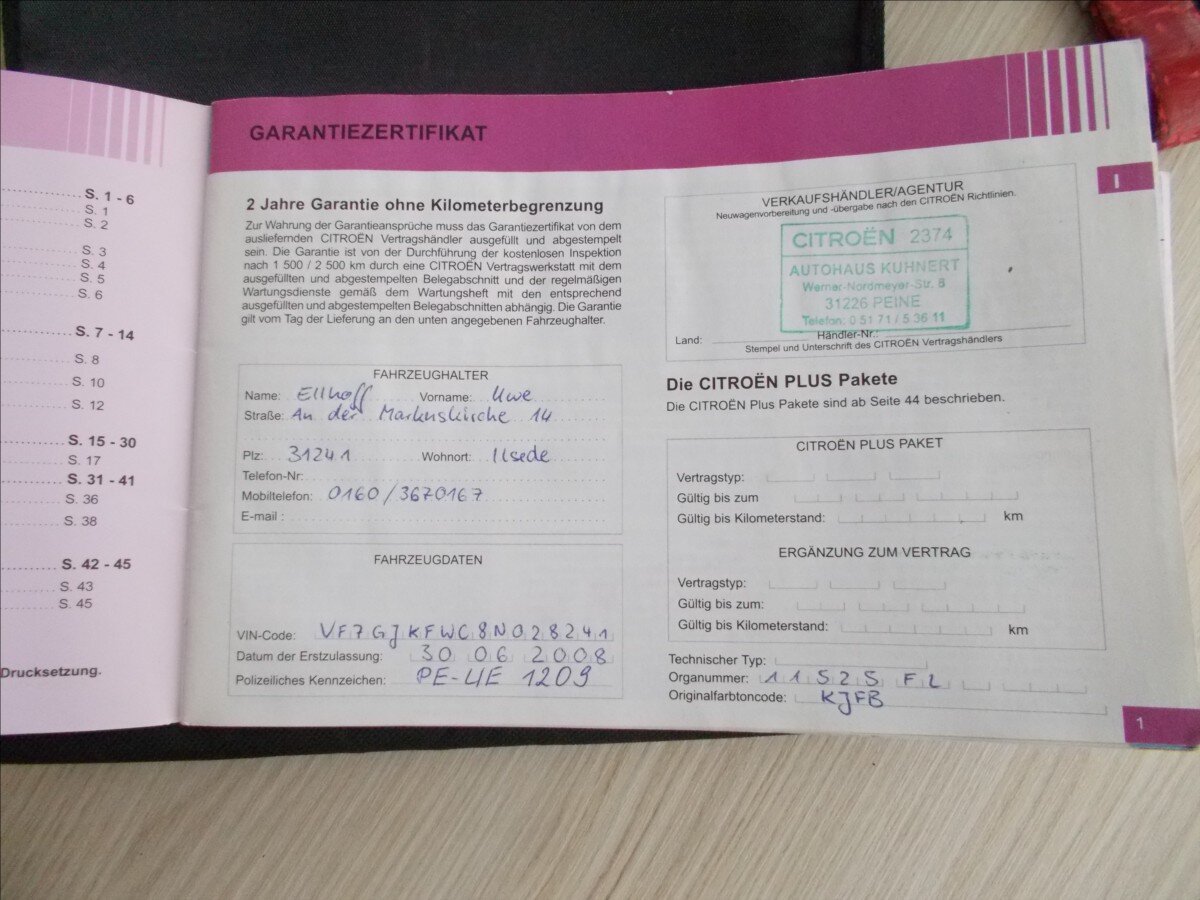 S. 1 - 6
S. 1
S. 2
S. 3
S. 4
S. 5
S. 6
S. 7 - 14
S. 8
S. 10
S. 12
S. 15 - 30
S. 17
S. 31 - 41
S. 36
S. 38
S. 42 - 45
S. 43
S. 45
Drucksetzung.
GARANTIEZERTIFIKAT
2 Jahre Garantie ohne Kilometerbegrenzung
Zur Wahrung der Garantieansprüche muss das Garantiezertifikat von dem
ausliefernden CITROËN Vertragshändler ausgefüllt und abgestempelt
sein. Die Garantie ist von der Durchführung der kostenlosen Inspektion
nach 1 500 / 2 500 km durch eine CITROËN Vertragswerkstatt mit dem
ausgefüllten und abgestempelten Belegabschnitt und der regelmäßigen
Wartungsdienste gemäß dem Wartungsheft mit den entsprechend
ausgefüllten und abgestempelten Belegabschnitten abhängig. Die Garantie
gilt vom Tag der Lieferung an den unten angegebenen Fahrzeughalter.
FAHRZEUGHALTER
Name: Ellhoff Vorname: Uwe
Straße: An der Markuskirche 14
Plz: 31241 Wohnort: Ilsede
Telefon-Nr:
Mobiltelefon: 0160/3670167
E-mail :
FAHRZEUGDATEN
VIN-Code: VF7GJKFWC8N028241
Datum der Erstzulassung: 30 06 2008
Polizeiliches Kennzeichen: PE-UE 1209
I
VERKAUFSHÄNDLER/AGENTUR
Neuwagenvorbereitung und -übergabe nach den CITROËN Richtlinien.
CITROËN 2374
AUTOHAUS KUHNERT
Werner-Nordmeyer-Str. 8
31226 PEINE
Telefon: 0 51 71 / 5 36 11
Land: Händler-Nr.:
Stempel und Unterschrift des CITROËN Vertragshändlers
Die CITROËN PLUS Pakete
Die CITROËN Plus Pakete sind ab Seite 44 beschrieben.
CITROËN PLUS PAKET
Vertragstyp:
Gültig bis zum
Gültig bis Kilometerstand: km
ERGÄNZUNG ZUM VERTRAG
Vertragstyp:
Gültig bis zum:
Gültig bis Kilometerstand: km
Technischer Typ:
Organummer: 11525 FL
Originalfarbtoncode: KJFB
1